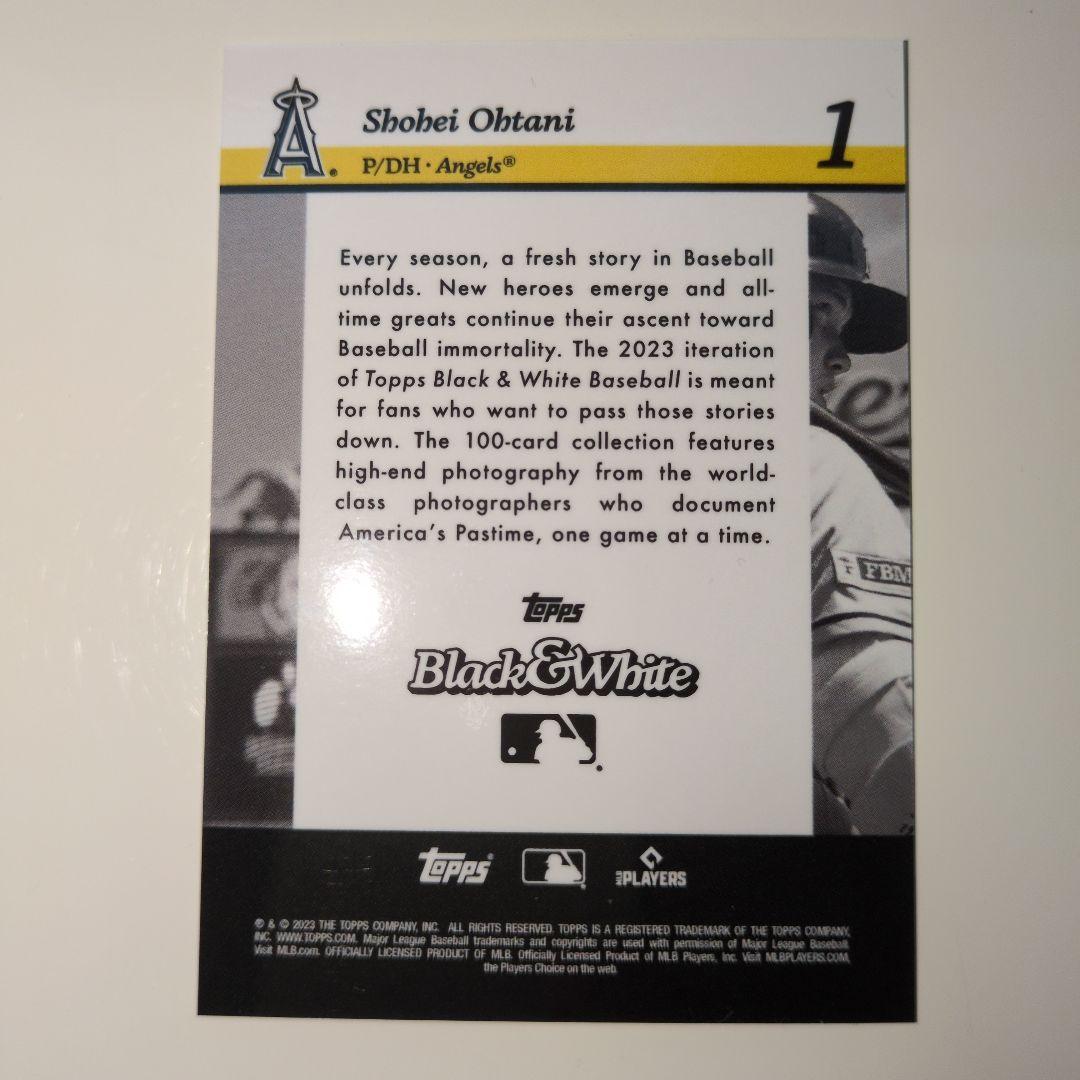 A
Shohei Ohtani
1
P/DH · Angels®
Every season, a fresh story in Baseball
unfolds. New heroes emerge and all-
time greats continue their ascent toward
Baseball immortality. The 2023 iteration
of Topps Black & White Baseball is meant
for fans who want to pass those stories
down. The 100-card collection features
high-end photography from the world-
class photographers who document
America's Pastime, one game at a time.
FBM
topps
Black&White
topps® MLB PLAYERS
® & © 2023 THE TOPPS COMPANY, INC. ALL RIGHTS RESERVED. TOPPS IS A REGISTERED TRADEMARK OF THE TOPPS COMPANY,
INC. WWW.TOPPS.COM. Major League Baseball trademarks and copyrights are used with permission of Major League Baseball.
Visit MLB.com. OFFICIALLY LICENSED PRODUCT OF MLB. Officially Licensed Product of MLB Players, Inc. Visit MLBPLAYERS.COM,
the Players Choice on the web.